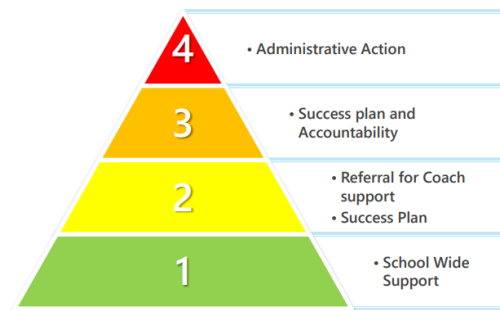 4
• Administrative Action
3
• Success plan and
Accountability
2
• Referral for Coach
support
• Success Plan
1
• School Wide
Support